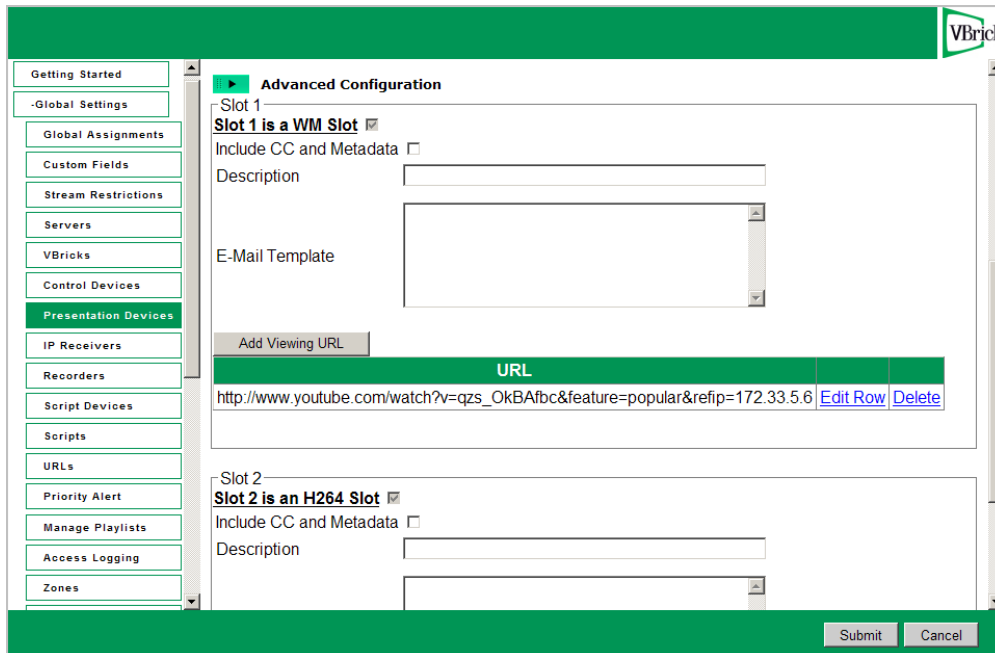 VBric
Getting Started
-Global Settings
Global Assignments
Custom Fields
Stream Restrictions
Servers
VBricks
Control Devices
Presentation Devices
IP Receivers
Recorders
Script Devices
Scripts
URLs
Priority Alert
Manage Playlists
Access Logging
Zones
Advanced Configuration
Slot 1
Slot 1 is a WM Slot
Include CC and Metadata
Description
E-Mail Template
Add Viewing URL
URL
http://www.youtube.com/watch?v=qzs_OkBAfbc&feature=popular&refip=172.33.5.6 Edit Row Delete
Slot 2
Slot 2 is an H264 Slot
Include CC and Metadata
Description
Submit Cancel